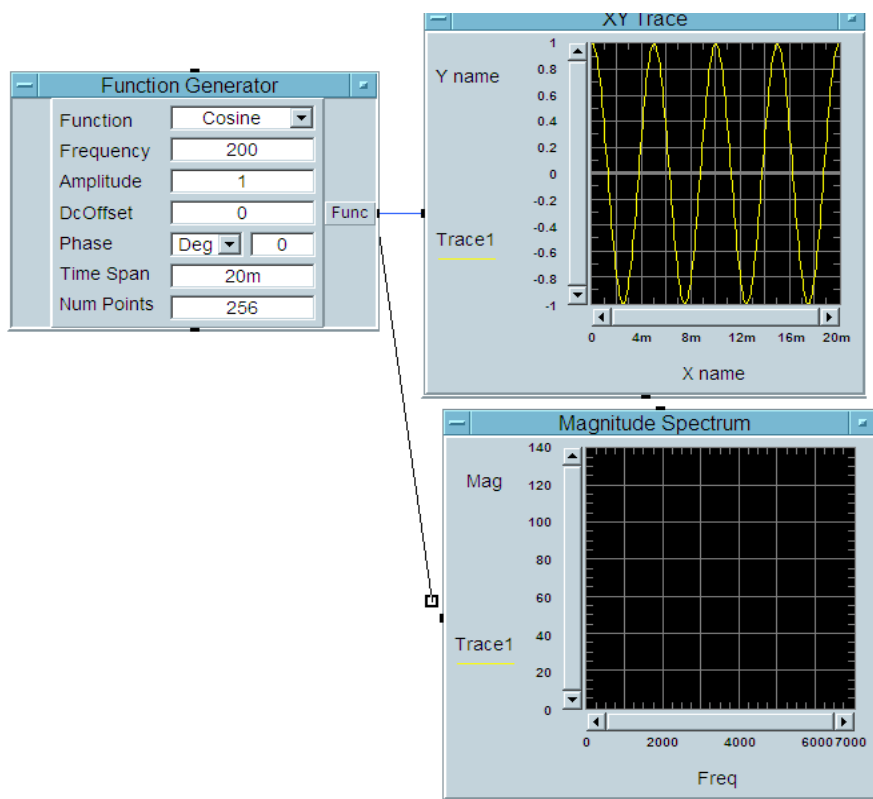 XY Trace
Y name
Trace1
1
0.8
0.6
0.4
0.2
0
-0.2
-0.4
-0.6
-0.8
-1
0 4m 8m 12m 16m 20m
X name
Function Generator
Function Cosine
Frequency 200
Amplitude 1
DcOffset 0
Phase Deg 0
Time Span 20m
Num Points 256
Func
Magnitude Spectrum
Mag
Trace1
140
120
100
80
60
40
20
0
0 2000 4000 6000 7000
Freq